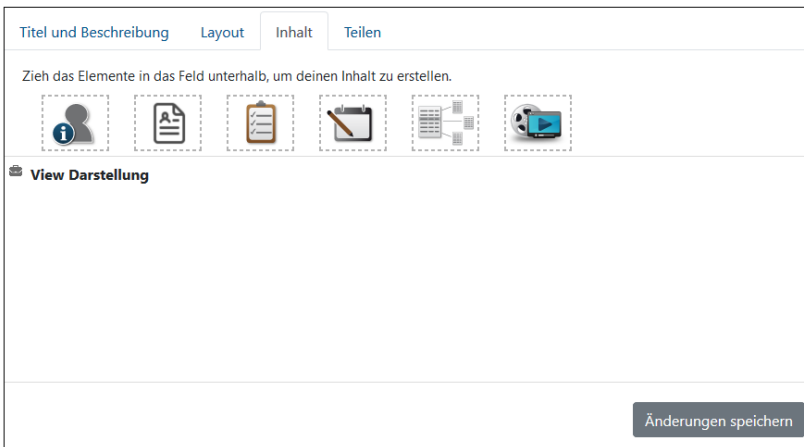 Titel und Beschreibung Layout Inhalt Teilen
Zieh das Elemente in das Feld unterhalb, um deinen Inhalt zu erstellen.
View Darstellung
Änderungen speichern